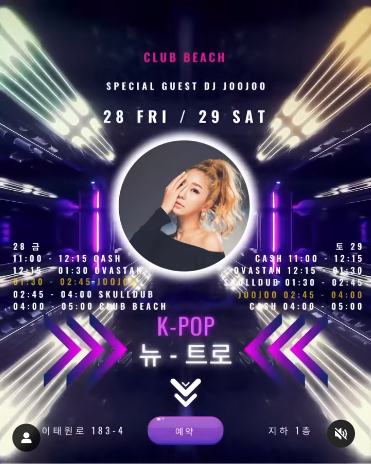 CLUB BEACH
SPECIAL GUEST DJ JOOJOO
28 FRI / 29 SAT
28 금
11:00 - 12:15 CASH
12:15 - 01:30 OVASTAN
01:30 - 02:45 - JOOJOO
02:45 - 04:00 SKULLDUB
04:00 - 05:00 CLUB BEACH
토 29
CASH 11:00 - 12:15
OVASTAN 12:15 - 01:30
SKULLDUB 01:30 - 02:45
JOOJOO 02:45 - 04:00
CASH 04:00 - 05:00
K-POP
뉴 - 트로
이태원로 183-4
예약
지하 1층